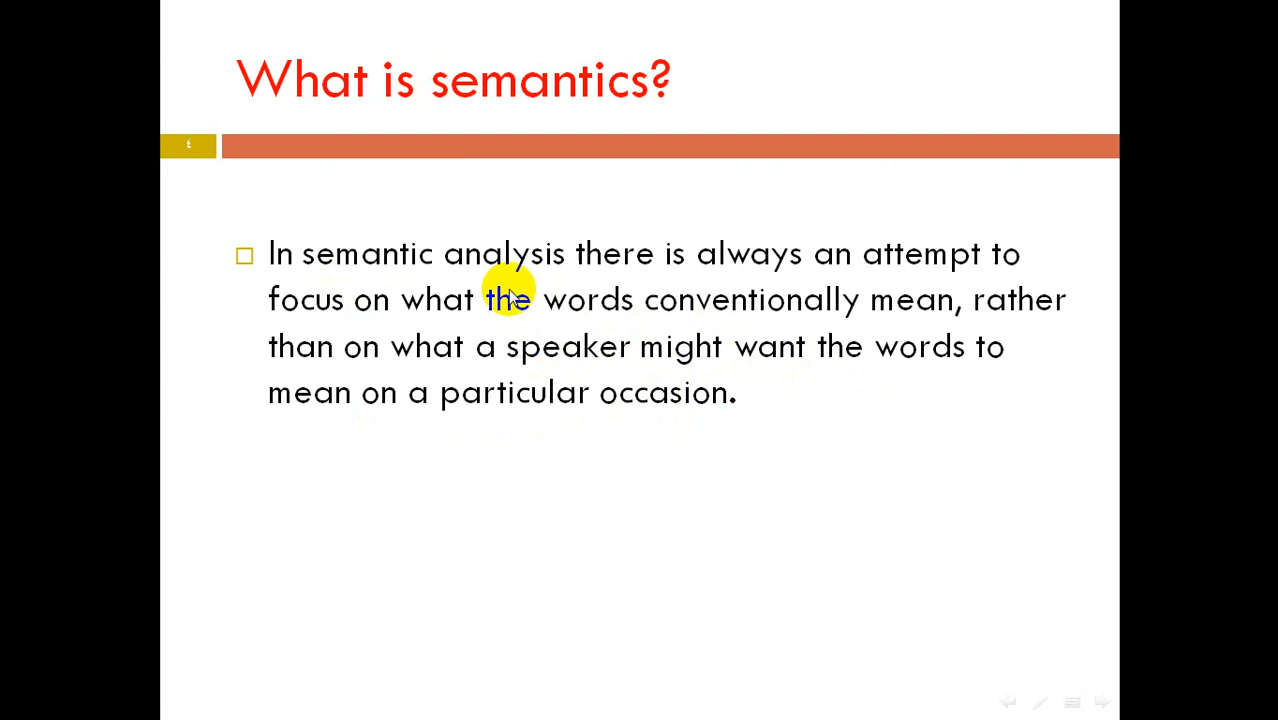 What is semantics?
٤
In semantic analysis there is always an attempt to
focus on what the words conventionally mean, rather
than on what a speaker might want the words to
mean on a particular occasion.